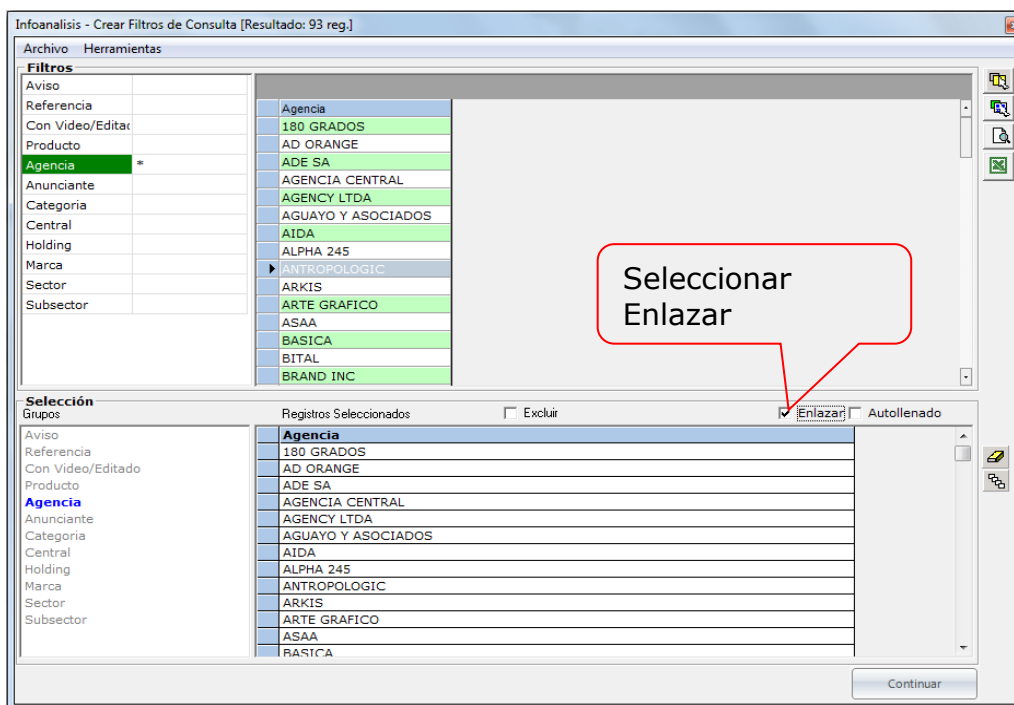 Infoanalisis - Crear Filtros de Consulta [Resultado: 93 reg.]
Archivo Herramientas
Filtros
Aviso
Referencia
Con Video/Editac
Producto
Agencia *
Anunciante
Categoria
Central
Holding
Marca
Sector
Subsector
Agencia
180 GRADOS
AD ORANGE
ADE SA
AGENCIA CENTRAL
AGENCY LTDA
AGUAYO Y ASOCIADOS
AIDA
ALPHA 245
ANTROPOLOGIC
ARKIS
ARTE GRAFICO
ASAA
BASICA
BITAL
BRAND INC
Seleccionar
Enlazar
Selección
Grupos
Registros Seleccionados Excluir Enlazar Autollenado
Aviso
Referencia
Con Video/Editado
Producto
Agencia
Anunciante
Categoria
Central
Holding
Marca
Sector
Subsector
Agencia
180 GRADOS
AD ORANGE
ADE SA
AGENCIA CENTRAL
AGENCY LTDA
AGUAYO Y ASOCIADOS
AIDA
ALPHA 245
ANTROPOLOGIC
ARKIS
ARTE GRAFICO
ASAA
BASICA
Continuar